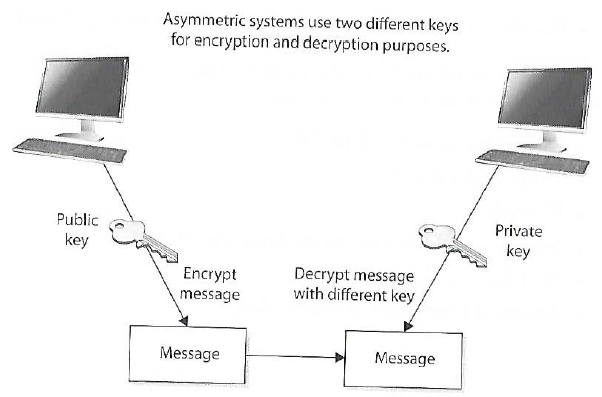 Asymmetric systems use two different keys
for encryption and decryption purposes.
Public
key
Encrypt
message
Message
Private
key
Decrypt message
with different key
Message